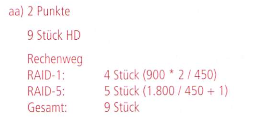 aa) 2 Punkte
9 Stück HD
Rechenweg
RAID-1: 4 Stück (900 * 2 / 450)
RAID-5: 5 Stück (1.800 / 450 + 1)
Gesamt: 9 Stück